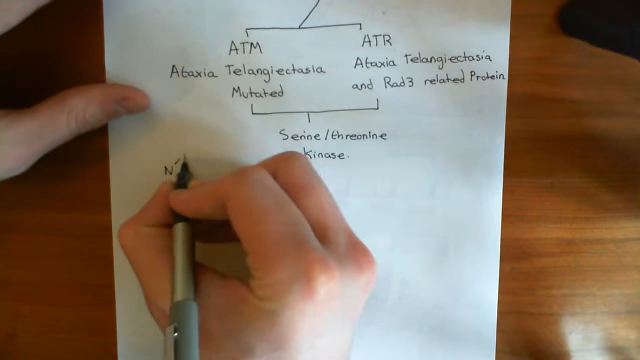 ATM
ATR
Ataxia Telangiectasia
Mutated
Ataxia Telangiectasia
and Rad3 related Protein
Serine/threonine
Kinase.
N